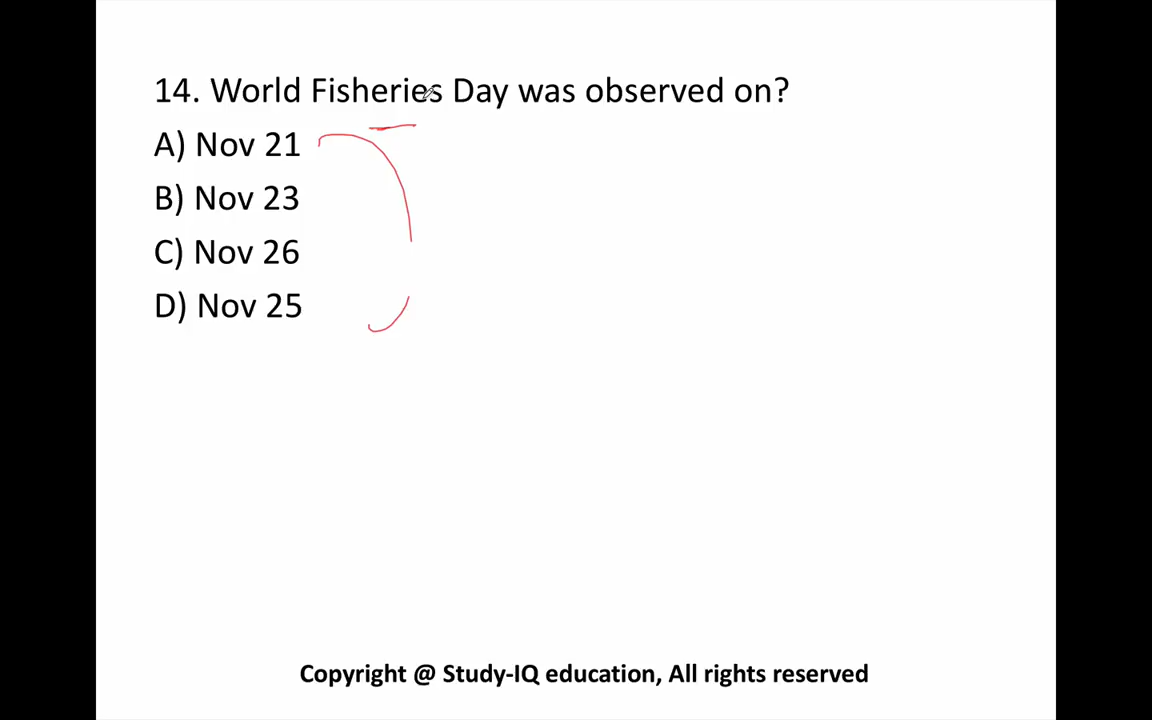 14. World Fisheries Day was observed on?
A) Nov 21
B) Nov 23
C) Nov 26
D) Nov 25
Copyright @ Study-IQ education, All rights reserved